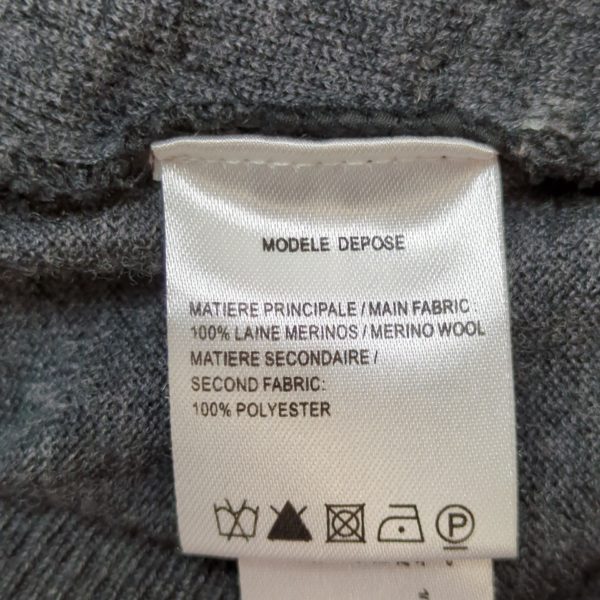 MODELE DEPOSE
MATIERE PRINCIPALE / MAIN FABRIC
100% LAINE MERINOS / MERINO WOOL
MATIERE SECONDAIRE /
SECOND FABRIC:
100% POLYESTER
P